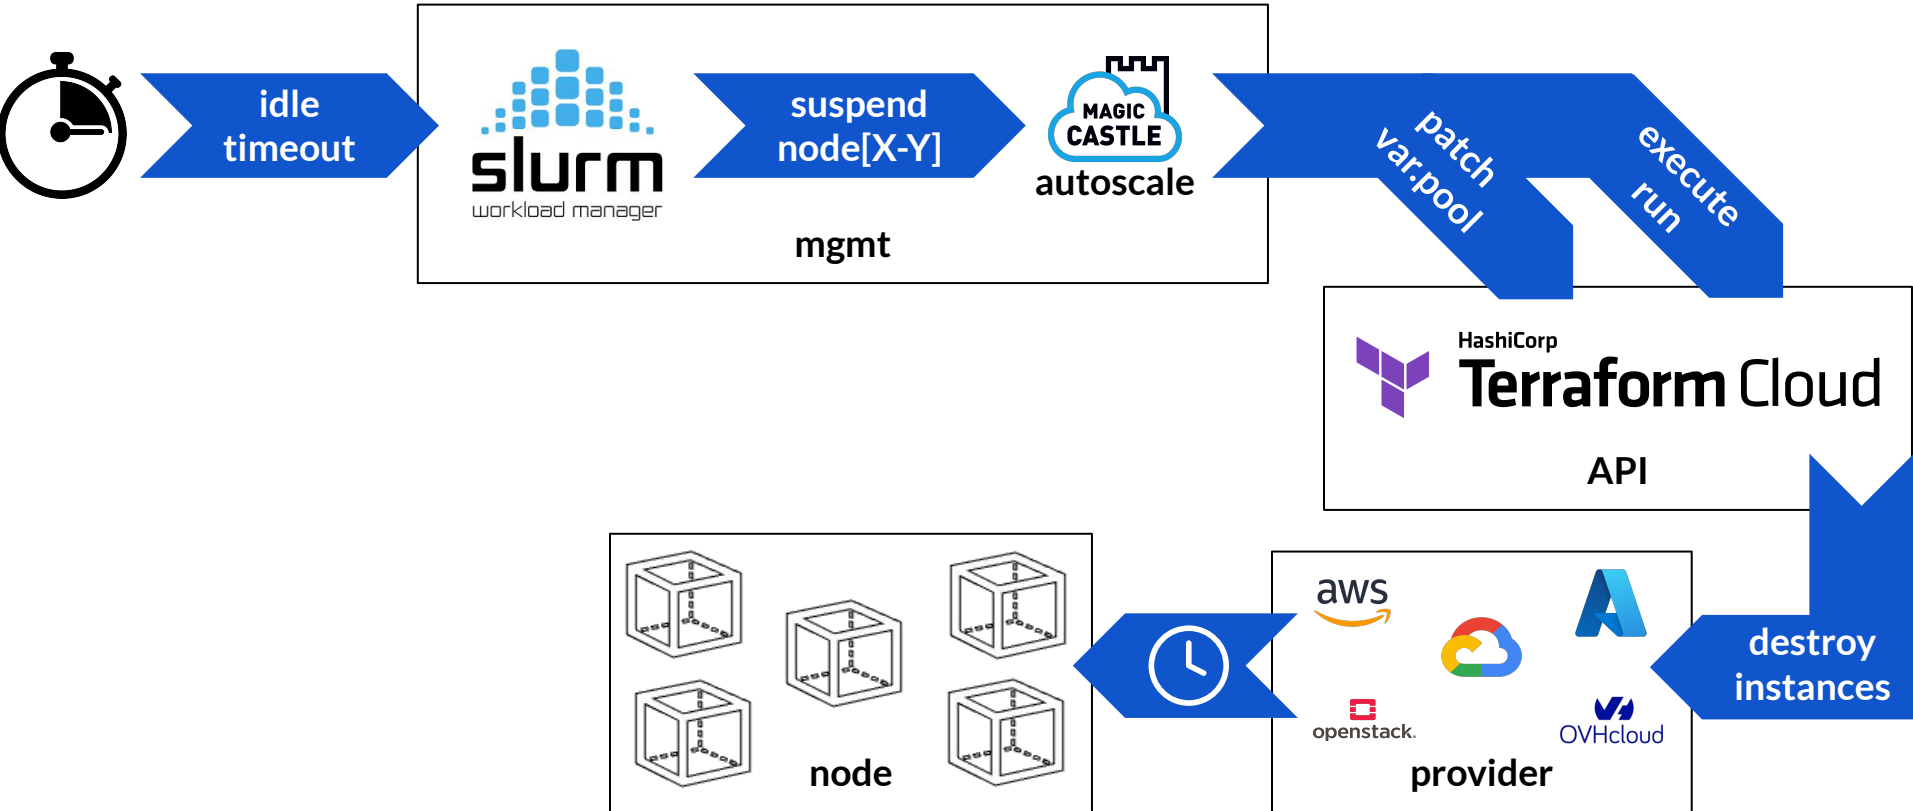 idle
timeout
slurm
workload manager
suspend
node[X-Y]
MAGIC
CASTLE
autoscale
mgmt
patch
var.pool
execute
run
HashiCorp
Terraform Cloud
API
destroy
instances
aws
openstack.
OVHcloud
provider
node